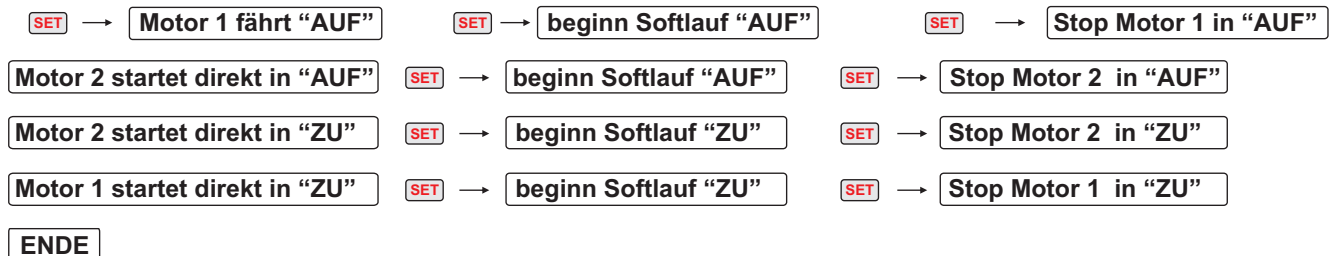 SET → Motor 1 fährt “AUF” SET → beginn Softlauf “AUF” SET → Stop Motor 1 in “AUF”
Motor 2 startet direkt in “AUF” SET → beginn Softlauf “AUF” SET → Stop Motor 2 in “AUF”
Motor 2 startet direkt in “ZU” SET → beginn Softlauf “ZU” SET → Stop Motor 2 in “ZU”
Motor 1 startet direkt in “ZU” SET → beginn Softlauf “ZU” SET → Stop Motor 1 in “ZU”
ENDE